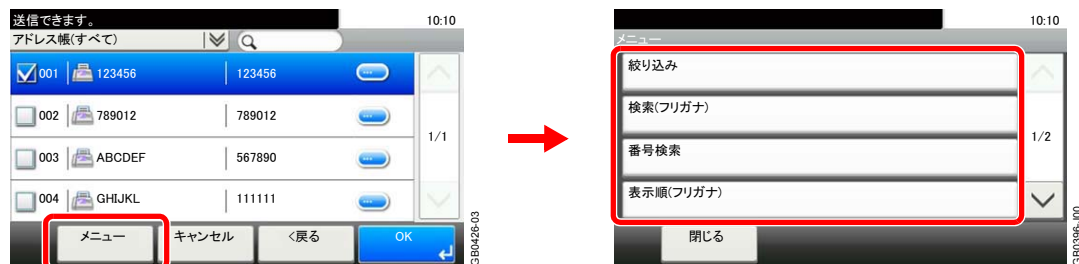 送信できます。
10:10
アドレス帳(すべて)
001 123456 123456
002 789012 789012
003 ABCDEF 567890
004 GHIJKL 111111
1/1
メニュー キャンセル <戻る OK
GB0426-03
10:10
メニュー
絞り込み
検索(フリガナ)
番号検索
表示順(フリガナ)
1/2
閉じる
GB0396-J00